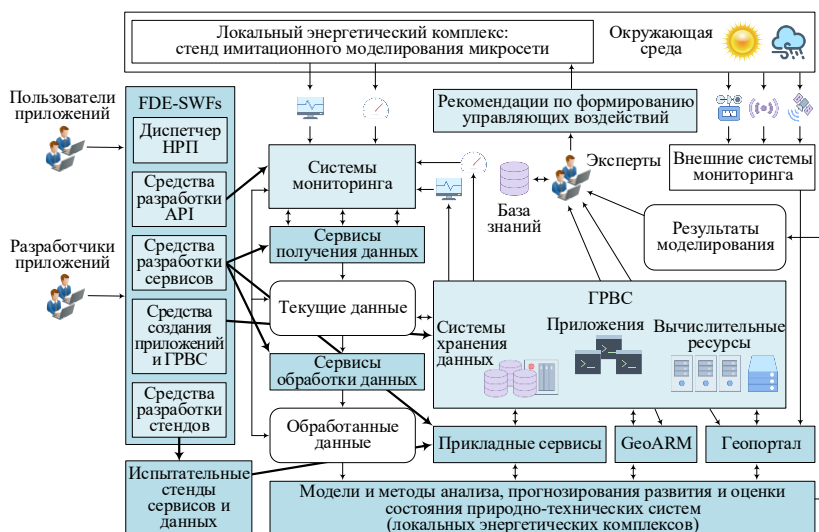 Локальный энергетический комплекс:
стенд имитационного моделирования микросети
Окружающая
среда
Пользователи
приложений
FDE-SWFs
Диспетчер
НРП
Средства
разработки
API
Разработчики
приложений
Средства
разработки
сервисов
Средства
создания
приложений
и ГРВС
Средства
разработки
стендов
Испытательные
стенды
сервисов и
данных
Системы
мониторинга
Сервисы
получения данных
Текущие данные
Сервисы
обработки данных
Обработанные
данные
Рекомендации по формированию
управляющих воздействий
База
знаний
Эксперты
Внешние системы
мониторинга
Результаты
моделирования
ГРВС
Системы
хранения
данных
Приложения
Вычислительные
ресурсы
Прикладные сервисы
GeoARM
Геопортал
Модели и методы анализа, прогнозирования развития и оценки
состояния природно-технических систем
(локальных энергетических комплексов)